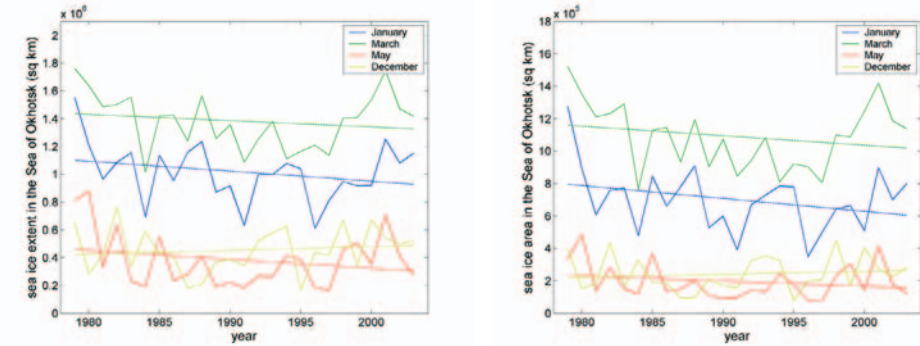 x 10^6
sea ice extent in the Sea of Okhotsk (sq km)
2
1.8
1.6
1.4
1.2
1
0.8
0.6
0.4
0.2
0
1980
1985
1990
1995
2000
year
January
March
May
December
x 10^5
sea ice area in the Sea of Okhotsk (sq km)
18
16
14
12
10
8
6
4
2
0
1980
1985
1990
1995
2000
year
January
March
May
December